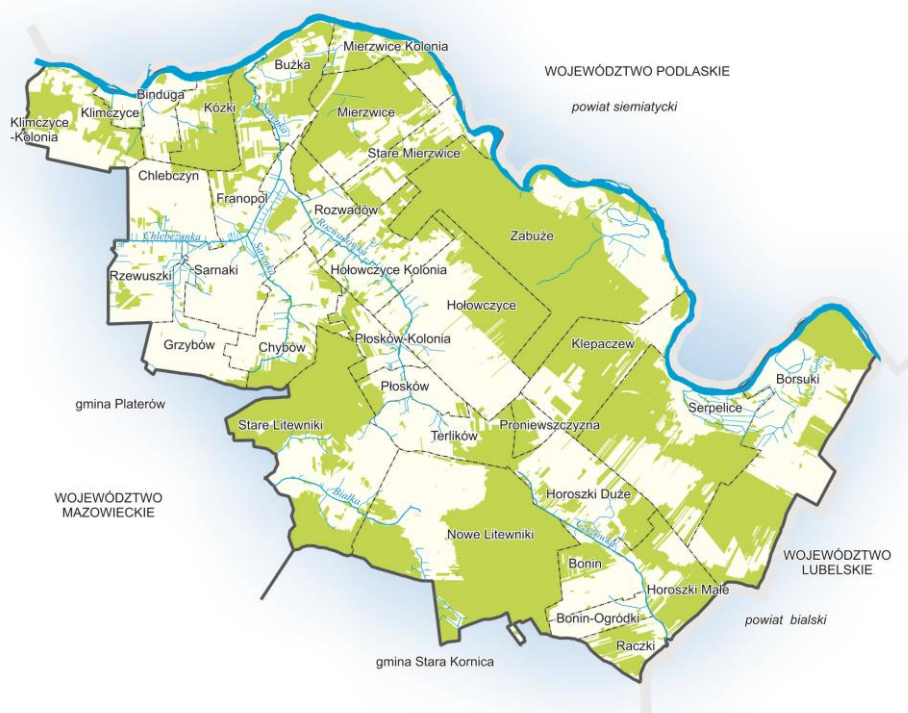 Mierzwice Kolonia
Bużka
WOJEWÓDZTWO PODLASKIE
powiat siemiatycki
Binduga
Kózki
Klimczyce
Klimczyce
-Kolonia
Sarenka
Mierzwice
Stare Mierzwice
Chlebczyn
Franopol
Rozwadów
Rozwadówka
Zabuże
Chlebczanka
Sarenka
Rzewuszki
Sarnaki
Hołowczyce Kolonia
Hołowczyce
Grzybów
Chybów
Płosków-Kolonia
Klepaczew
Płosków
Borsuki
Serpelice
gmina Platerów
Stare Litewniki
Terlików
Proniewszczyzna
WOJEWÓDZTWO
MAZOWIECKIE
Białka
Horoszki Duże
Nowe Litewniki
Bonin
WOJEWÓDZTWO
LUBELSKIE
Horoszki Małe
Bonin-Ogródki
powiat bialski
Raczki
gmina Stara Kornica